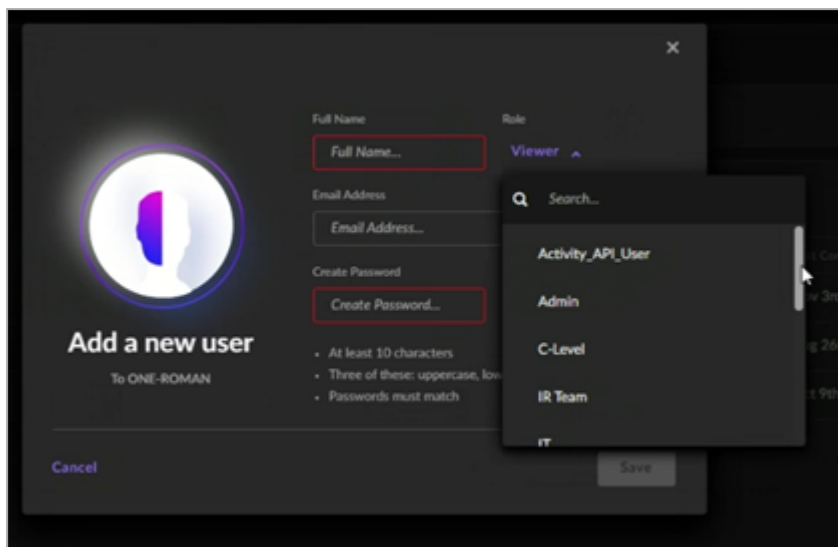 Full Name
Role
Full Name...
Viewer
Email Address
Search...
Email Address...
Activity_API_User
Create Password
Admin
Create Password...
Add a new user
C-Level
To ONE-ROMAN
At least 10 characters
Three of these: uppercase, low
Passwords must match
IR Team
IT
Cancel
Save